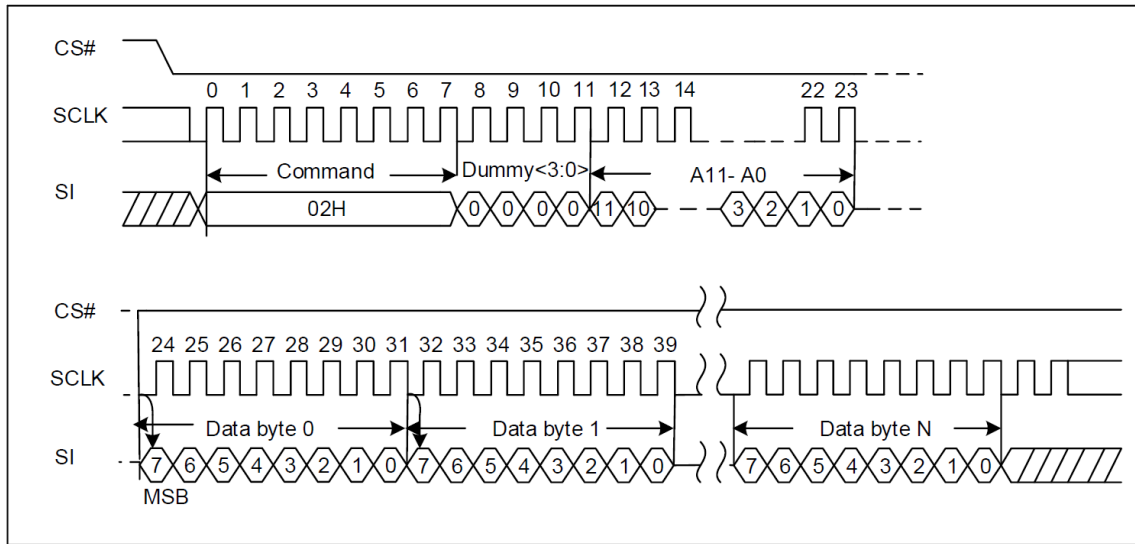 CS#
0 1 2 3 4 5 6 7 8 9 10 11 12 13 14 22 23
SCLK
Command Dummy<3:0> A11- A0
SI
02H 0 0 0 0 11 10 3 2 1 0
CS#
24 25 26 27 28 29 30 31 32 33 34 35 36 37 38 39
SCLK
Data byte 0 Data byte 1 Data byte N
SI
7 6 5 4 3 2 1 0 7 6 5 4 3 2 1 0 7 6 5 4 3 2 1 0
MSB